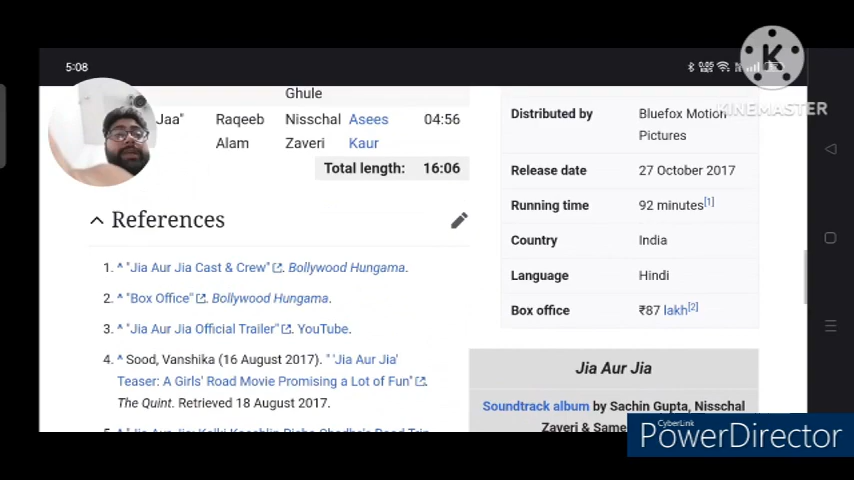 5:08
0.05
KINEMASTER
Ghule
Jaa"
Raqeeb
Alam
Nisschal
Zaveri
Asees
Kaur
04:56
Total length: 16:06
References
1. ^ "Jia Aur Jia Cast & Crew". Bollywood Hungama.
2. ^ "Box Office". Bollywood Hungama.
3. ^ "Jia Aur Jia Official Trailer". YouTube.
4. ^ Sood, Vanshika (16 August 2017). "'Jia Aur Jia'
Teaser: A Girls' Road Movie Promising a Lot of Fun".
The Quint. Retrieved 18 August 2017.
Distributed by Bluefox Motion
Pictures
Release date 27 October 2017
Running time 92 minutes[1]
Country India
Language Hindi
Box office ₹87 lakh[2]
Jia Aur Jia
Soundtrack album by Sachin Gupta, Nisschal
Zaveri & Same
CyberLink
PowerDirector